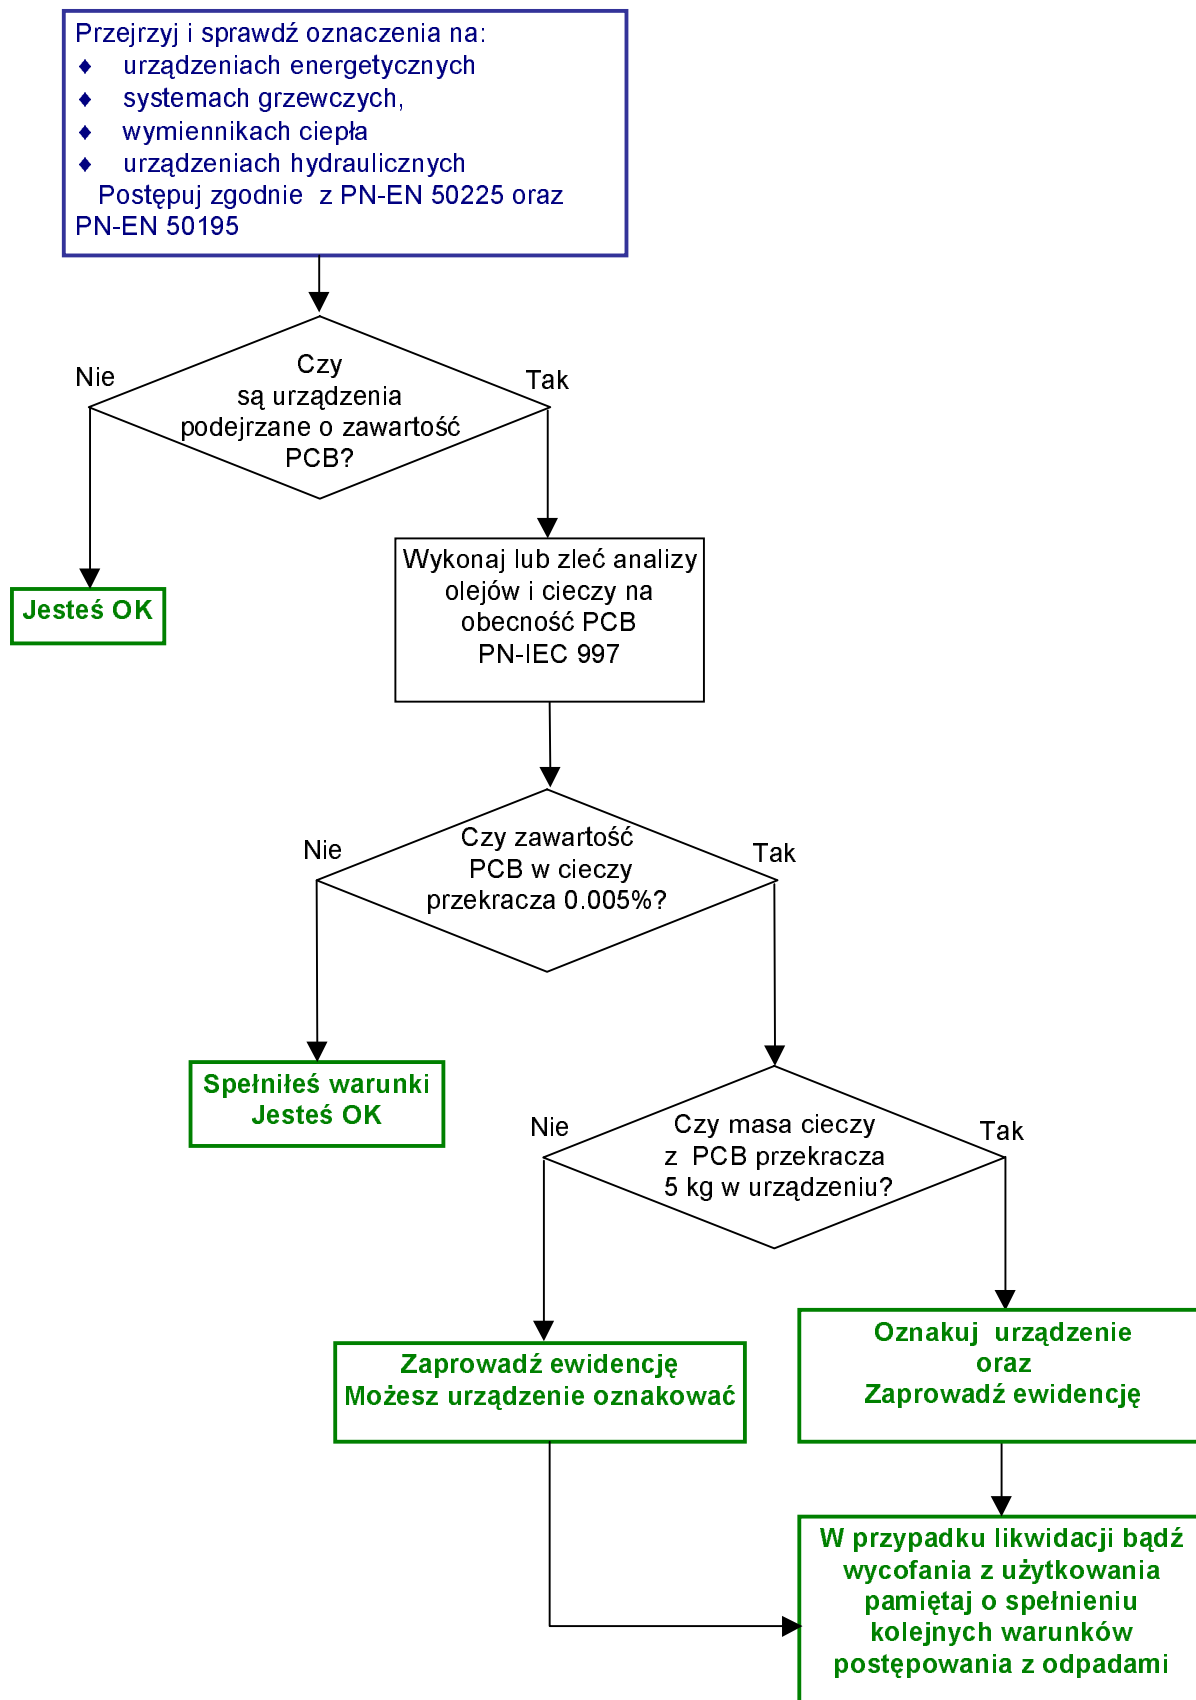 Przejrzyj i sprawdź oznaczenia na:
♦ urządzeniach energetycznych
♦ systemach grzewczych,
♦ wymiennikach ciepła
♦ urządzeniach hydraulicznych
Postępuj zgodnie z PN-EN 50225 oraz
PN-EN 50195
Czy
są urządzenia
podejrzane o zawartość
PCB?
Nie
Tak
Jesteś OK
Wykonaj lub zleć analizy
olejów i cieczy na
obecność PCB
PN-IEC 997
Czy zawartość
PCB w cieczy
przekracza 0.005%?
Nie
Tak
Spełniłeś warunki
Jesteś OK
Czy masa cieczy
z PCB przekracza
5 kg w urządzeniu?
Nie
Tak
Zaprowadź ewidencję
Możesz urządzenie oznakować
Oznakuj urządzenie
oraz
Zaprowadź ewidencję
W przypadku likwidacji bądź
wycofania z użytkowania
pamiętaj o spełnieniu
kolejnych warunków
postępowania z odpadami